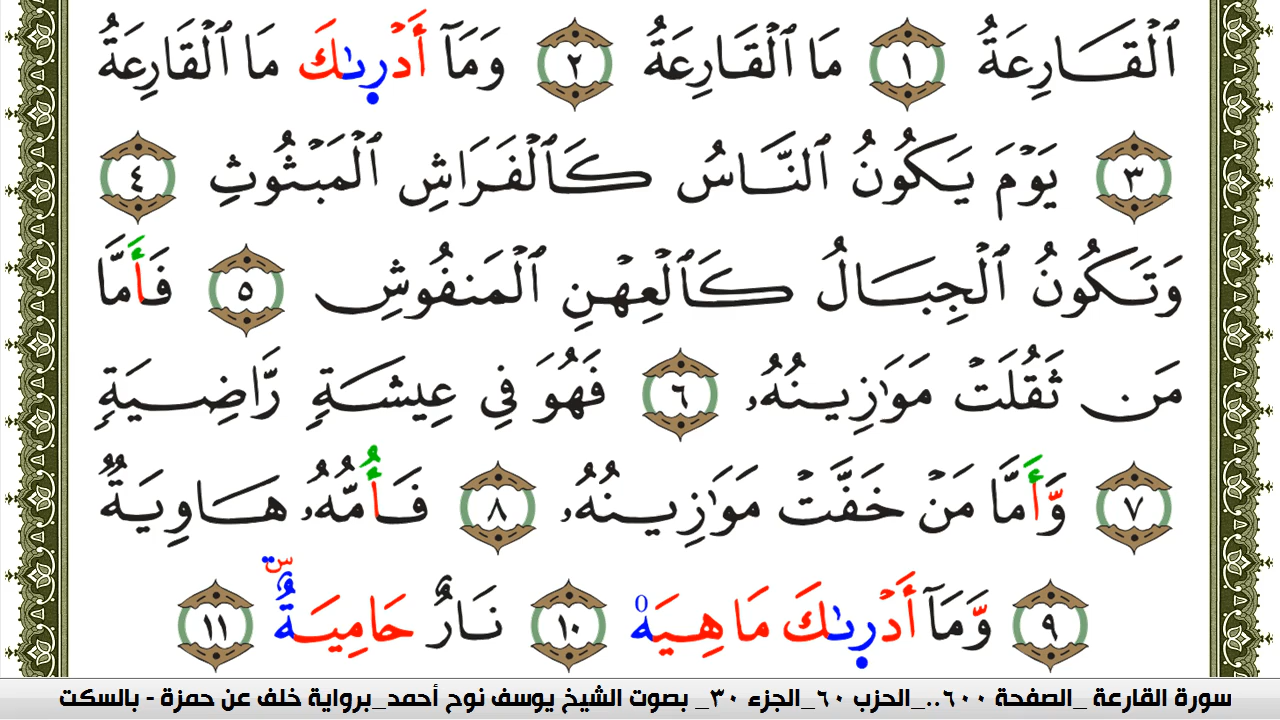 ٱلۡقَارِعَةُ ١ مَا ٱلۡقَارِعَةُ ٢ وَمَآ أَدۡرىٰكَ مَا ٱلۡقَارِعَةُ
٣ يَوۡمَ يَكُونُ ٱلنَّاسُ كَٱلۡفَرَاشِ ٱلۡمَبۡثُوثِ ٤
وَتَكُونُ ٱلۡجِبَالُ كَٱلۡعِهۡنِ ٱلۡمَنفُوشِ ٥ فَأَمَّا
مَن ثَقُلَتۡ مَوَٰزِينُهُۥ ٦ فَهُوَ فِي عِيشَةٖ رَّاضِيَةٖ
٧ وَّأَمَّا مَنۡ خَفَّتۡ مَوَٰزِينُهُۥ ٨ فَأُمُّهُۥ هَاوِيَةٞ
٩ وَّمَآ أَدۡرىٰكَ مَا هِيَهۡ ١٠ نَارٌ حَامِيَةُۢ ١١
سورة القارعة _الصفحة ٦٠٠.._الحزب ٦٠_الجزء ٣٠_ بصوت الشيخ يوسف نوح أحمد_برواية خلف عن حمزة - بالسكت